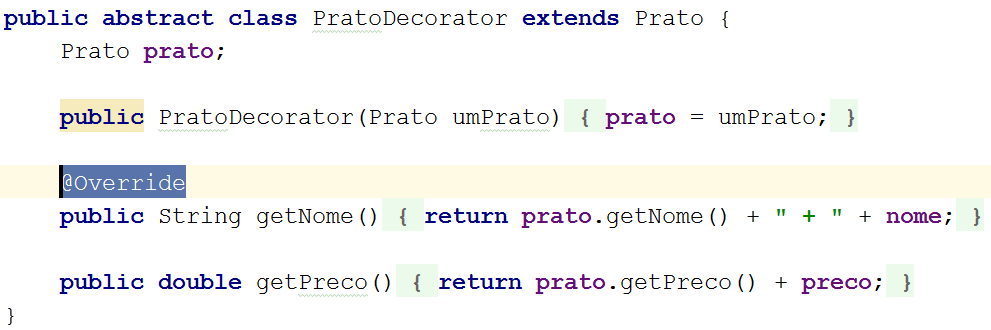 public abstract class PratoDecorator extends Prato {
Prato prato;
public PratoDecorator(Prato umPrato) { prato = umPrato; }
@Override
public String getNome() { return prato.getNome() + " + " + nome; }
public double getPreco() { return prato.getPreco() + preco; }
}